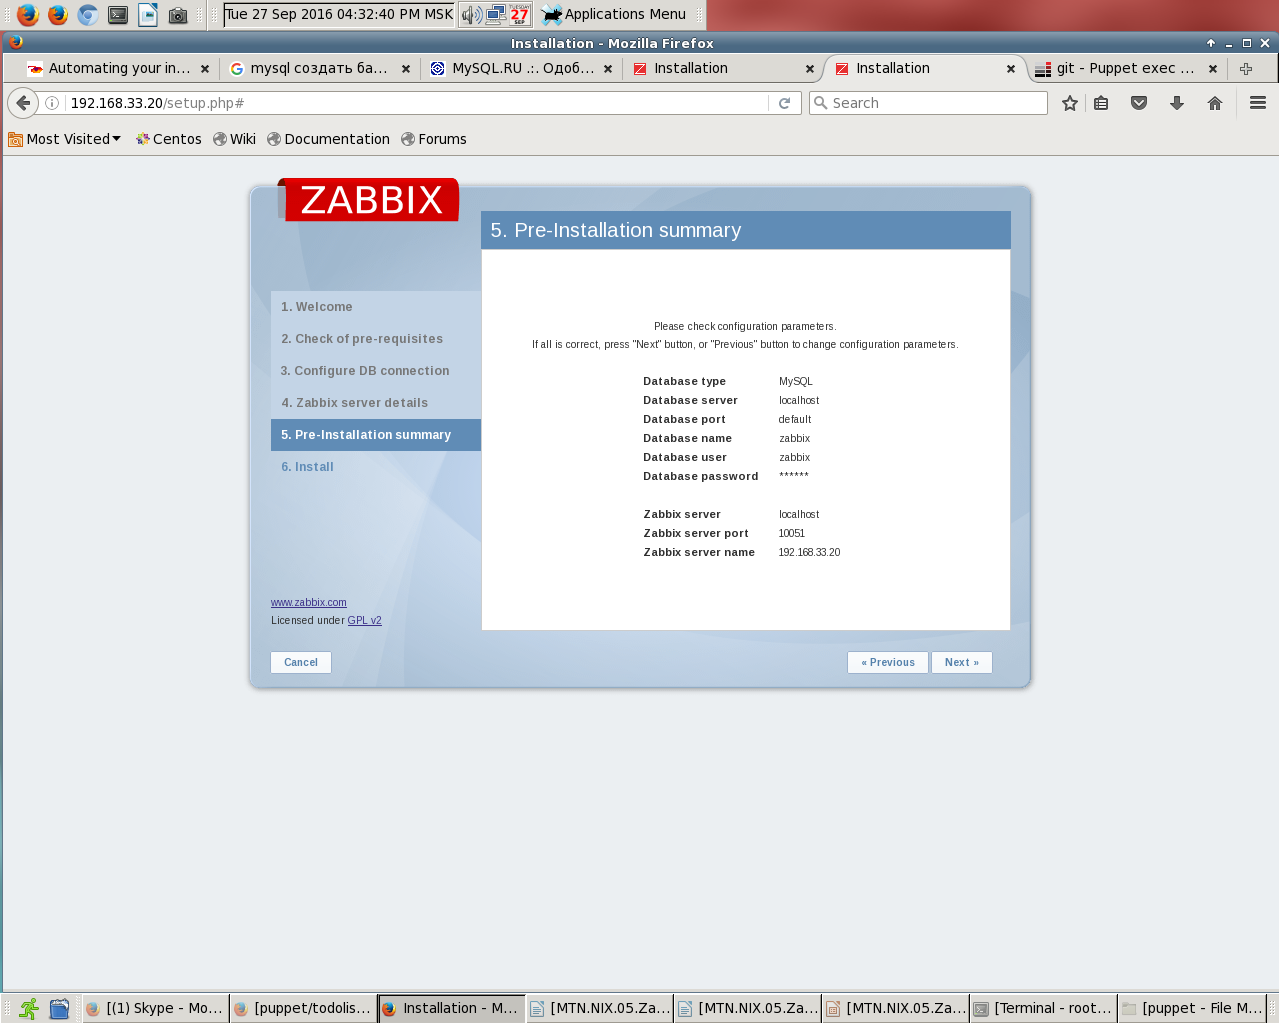 Tue 27 Sep 2016 04:32:40 PM MSK
TUESDAY
27
SEP
Applications Menu
Installation - Mozilla Firefox
Automating your in...
mysql создать ба...
MySQL.RU .:. Одоб...
Installation
Installation
git - Puppet exec ...
192.168.33.20/setup.php#
Search
Most Visited
Centos
Wiki
Documentation
Forums
ZABBIX
5. Pre-Installation summary
1. Welcome
2. Check of pre-requisites
3. Configure DB connection
4. Zabbix server details
5. Pre-Installation summary
6. Install
Please check configuration parameters.
If all is correct, press "Next" button, or "Previous" button to change configuration parameters.
Database type MySQL
Database server localhost
Database port default
Database name zabbix
Database user zabbix
Database password ******
Zabbix server localhost
Zabbix server port 10051
Zabbix server name 192.168.33.20
www.zabbix.com
Licensed under GPL v2
Cancel
« Previous
Next »
[(1) Skype - Mo...
[puppet/todolis...
Installation - M...
[MTN.NIX.05.Za...
[MTN.NIX.05.Za...
[MTN.NIX.05.Za...
[Terminal - root...
[puppet - File M...